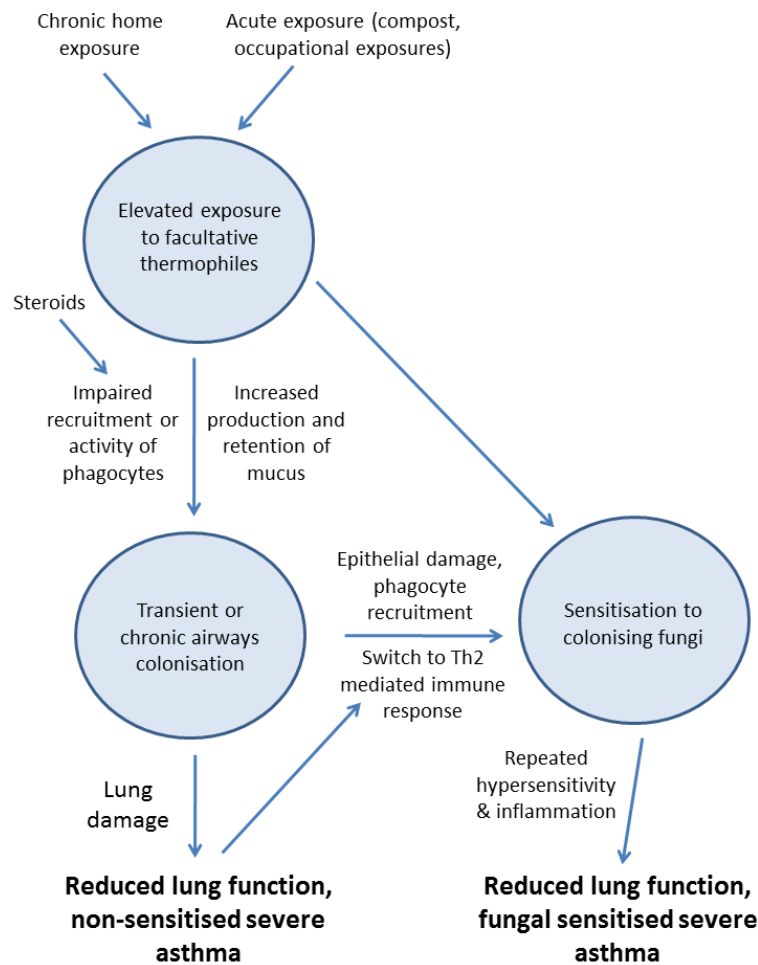 Chronic home
exposure
Acute exposure (compost,
occupational exposures)
Elevated exposure
to facultative
thermophiles
Steroids
Impaired
recruitment or
activity of
phagocytes
Increased
production and
retention of
mucus
Transient or
chronic airways
colonisation
Epithelial damage,
phagocyte
recruitment
Switch to Th2
mediated immune
response
Sensitisation to
colonising fungi
Lung
damage
Repeated
hypersensitivity
& inflammation
Reduced lung function,
non-sensitised severe
asthma
Reduced lung function,
fungal sensitised severe
asthma